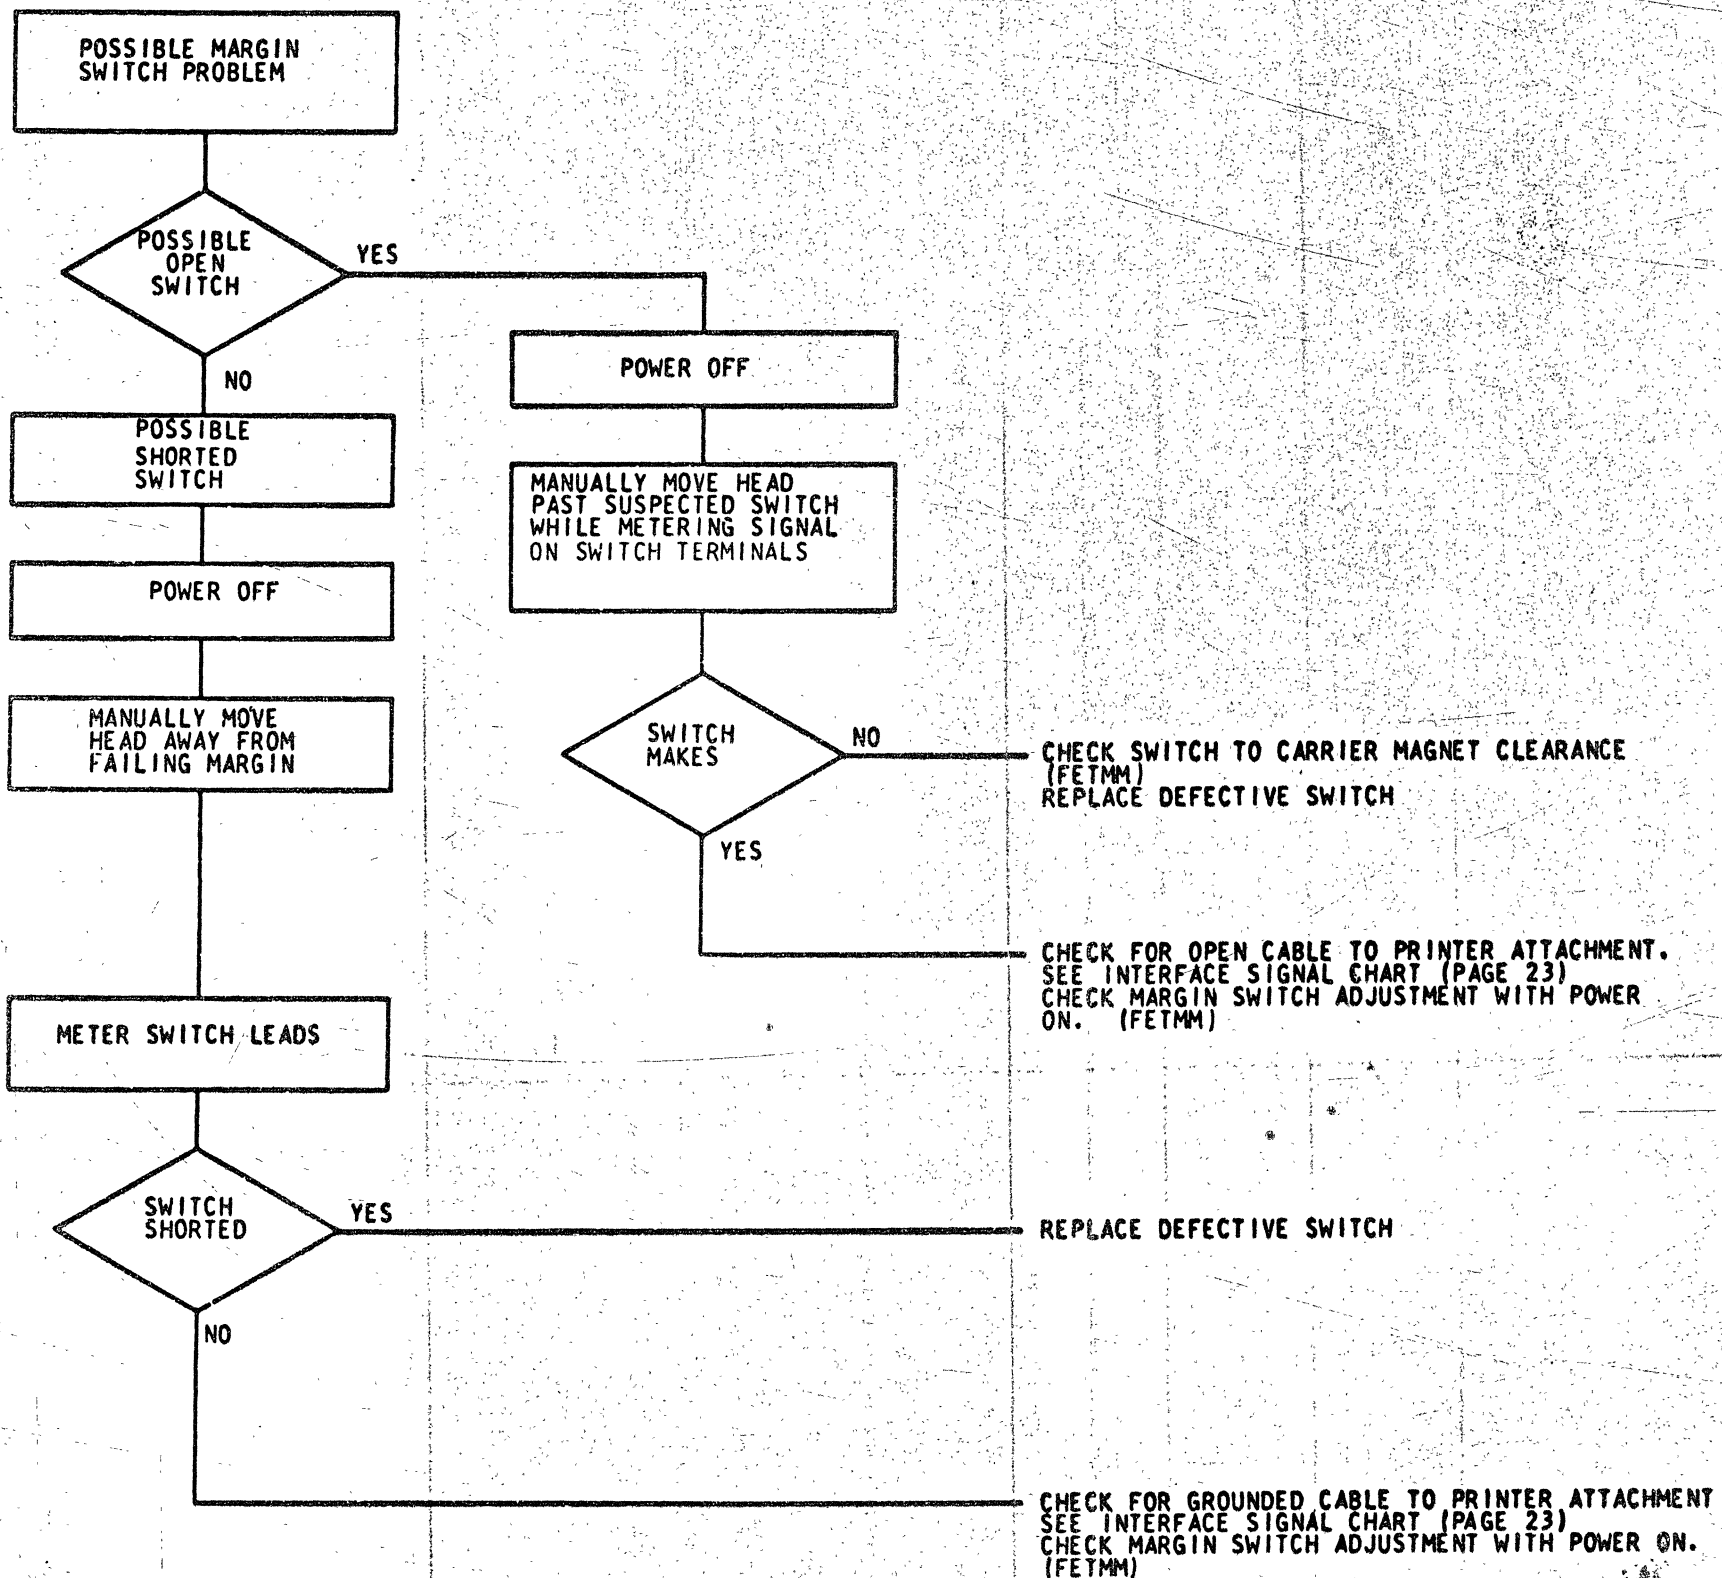 POSSIBLE MARGIN
SWITCH PROBLEM
POSSIBLE
OPEN
SWITCH
YES
NO
POWER OFF
MANUALLY MOVE HEAD
PAST SUSPECTED SWITCH
WHILE METERING SIGNAL
ON SWITCH TERMINALS
SWITCH
MAKES
NO
CHECK SWITCH TO CARRIER MAGNET CLEARANCE
(FETMM)
REPLACE DEFECTIVE SWITCH
YES
CHECK FOR OPEN CABLE TO PRINTER ATTACHMENT.
SEE INTERFACE SIGNAL CHART (PAGE 23)
CHECK MARGIN SWITCH ADJUSTMENT WITH POWER
ON. (FETMM)
POSSIBLE
SHORTED
SWITCH
POWER OFF
MANUALLY MOVE
HEAD AWAY FROM
FAILING MARGIN
METER SWITCH LEADS
SWITCH
SHORTED
YES
REPLACE DEFECTIVE SWITCH
NO
CHECK FOR GROUNDED CABLE TO PRINTER ATTACHMENT
SEE INTERFACE SIGNAL CHART (PAGE 23)
CHECK MARGIN SWITCH ADJUSTMENT WITH POWER ON.
(FETMM)